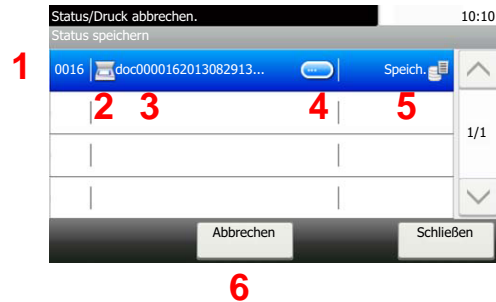 Status/Druck abbrechen. 10:10
Status speichern
1 0016 doc0000162013082913... Speich.
2 3 4 5
1/1
Abbrechen Schließen
6